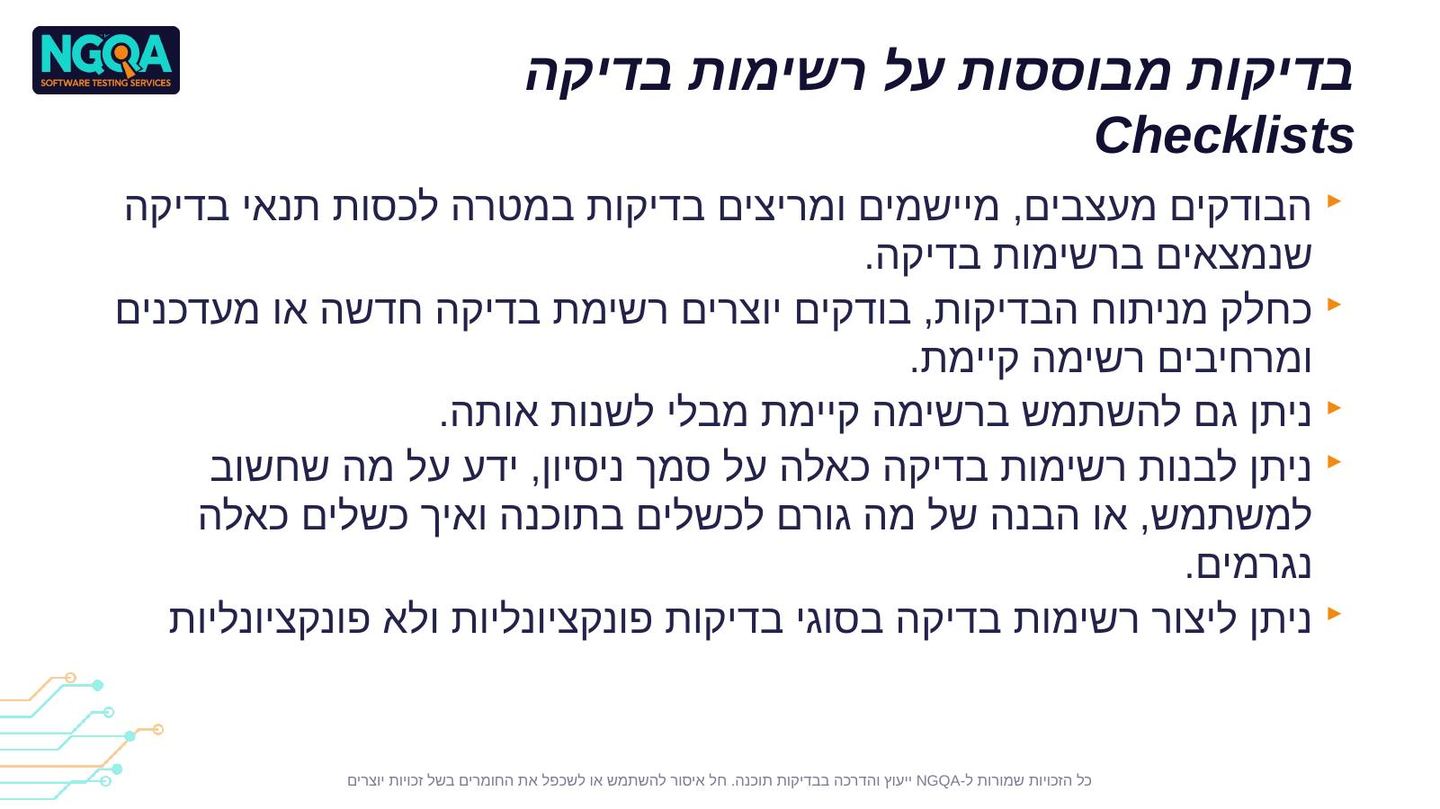 NGQA
SOFTWARE TESTING SERVICES
בדיקות מבוססות על רשימות בדיקה
Checklists
הבודקים מעצבים, מיישמים ומריצים בדיקות במטרה לכסות תנאי בדיקה
שנמצאים ברשימות בדיקה.
כחלק מניתוח הבדיקות, בודקים יוצרים רשימת בדיקה חדשה או מעדכנים
ומרחיבים רשימה קיימת.
ניתן גם להשתמש ברשימה קיימת מבלי לשנות אותה.
ניתן לבנות רשימות בדיקה כאלה על סמך ניסיון, ידע על מה שחשוב
למשתמש, או הבנה של מה גורם לכשלים בתוכנה ואיך כשלים כאלה
נגרמים.
ניתן ליצור רשימות בדיקה בסוגי בדיקות פונקציונליות ולא פונקציונליות
כל הזכויות שמורות ל-NGQA ייעוץ והדרכה בבדיקות תוכנה. חל איסור להשתמש או לשכפל את החומרים בשל זכויות יוצרים